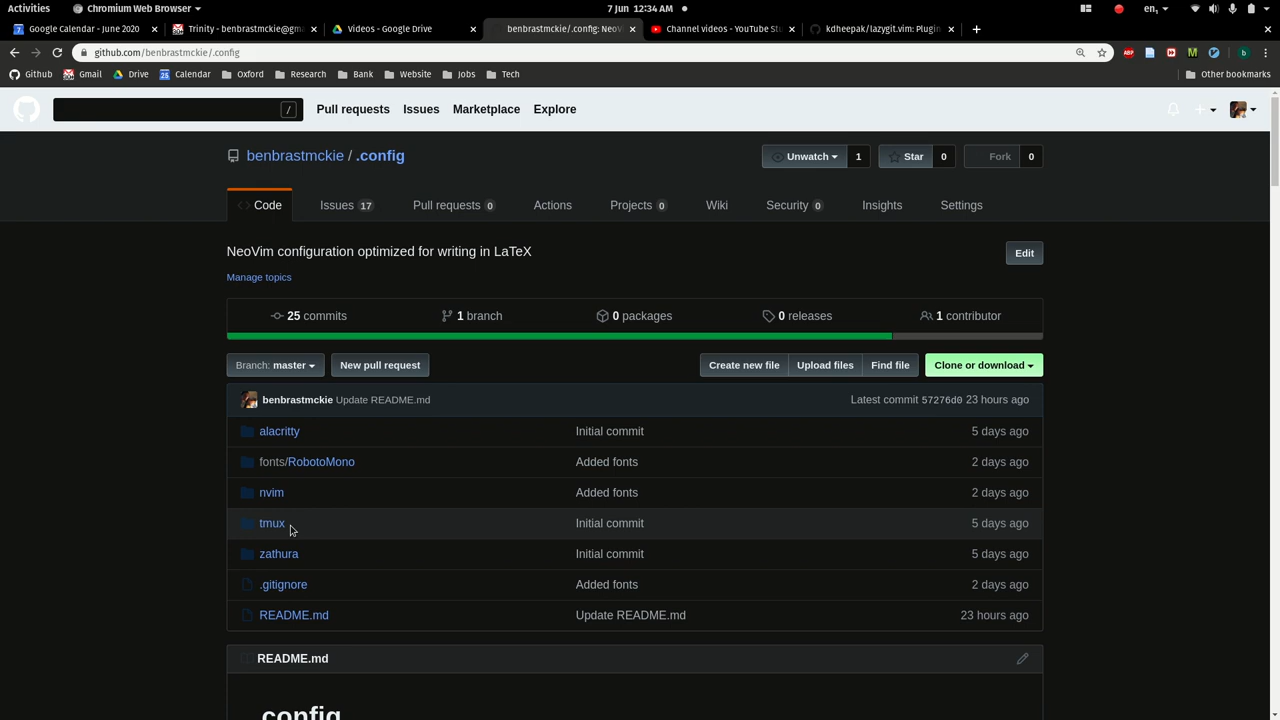 Activities
Chromium Web Browser
7 Jun 12:34 AM
en₁
Google Calendar - June 2020
Trinity - benbrastmckie@gm
Videos - Google Drive
benbrastmckie/.config: NeoV
Channel videos - YouTube Stu
kdheepak/lazygit.vim: Plugin
github.com/benbrastmckie/.config
Github
Gmail
Drive
Calendar
Oxford
Research
Bank
Website
Jobs
Tech
Other bookmarks
/
Pull requests
Issues
Marketplace
Explore
benbrastmckie / .config
Unwatch 1
Star 0
Fork 0
Code
Issues 17
Pull requests 0
Actions
Projects 0
Wiki
Security 0
Insights
Settings
NeoVim configuration optimized for writing in LaTeX
Edit
Manage topics
25 commits
1 branch
0 packages
0 releases
1 contributor
Branch: master
New pull request
Create new file
Upload files
Find file
Clone or download
benbrastmckie Update README.md
Latest commit 57276d0 23 hours ago
alacritty Initial commit 5 days ago
fonts/RobotoMono Added fonts 2 days ago
nvim Added fonts 2 days ago
tmux Initial commit 5 days ago
zathura Initial commit 5 days ago
.gitignore Added fonts 2 days ago
README.md Update README.md 23 hours ago
README.md
.config